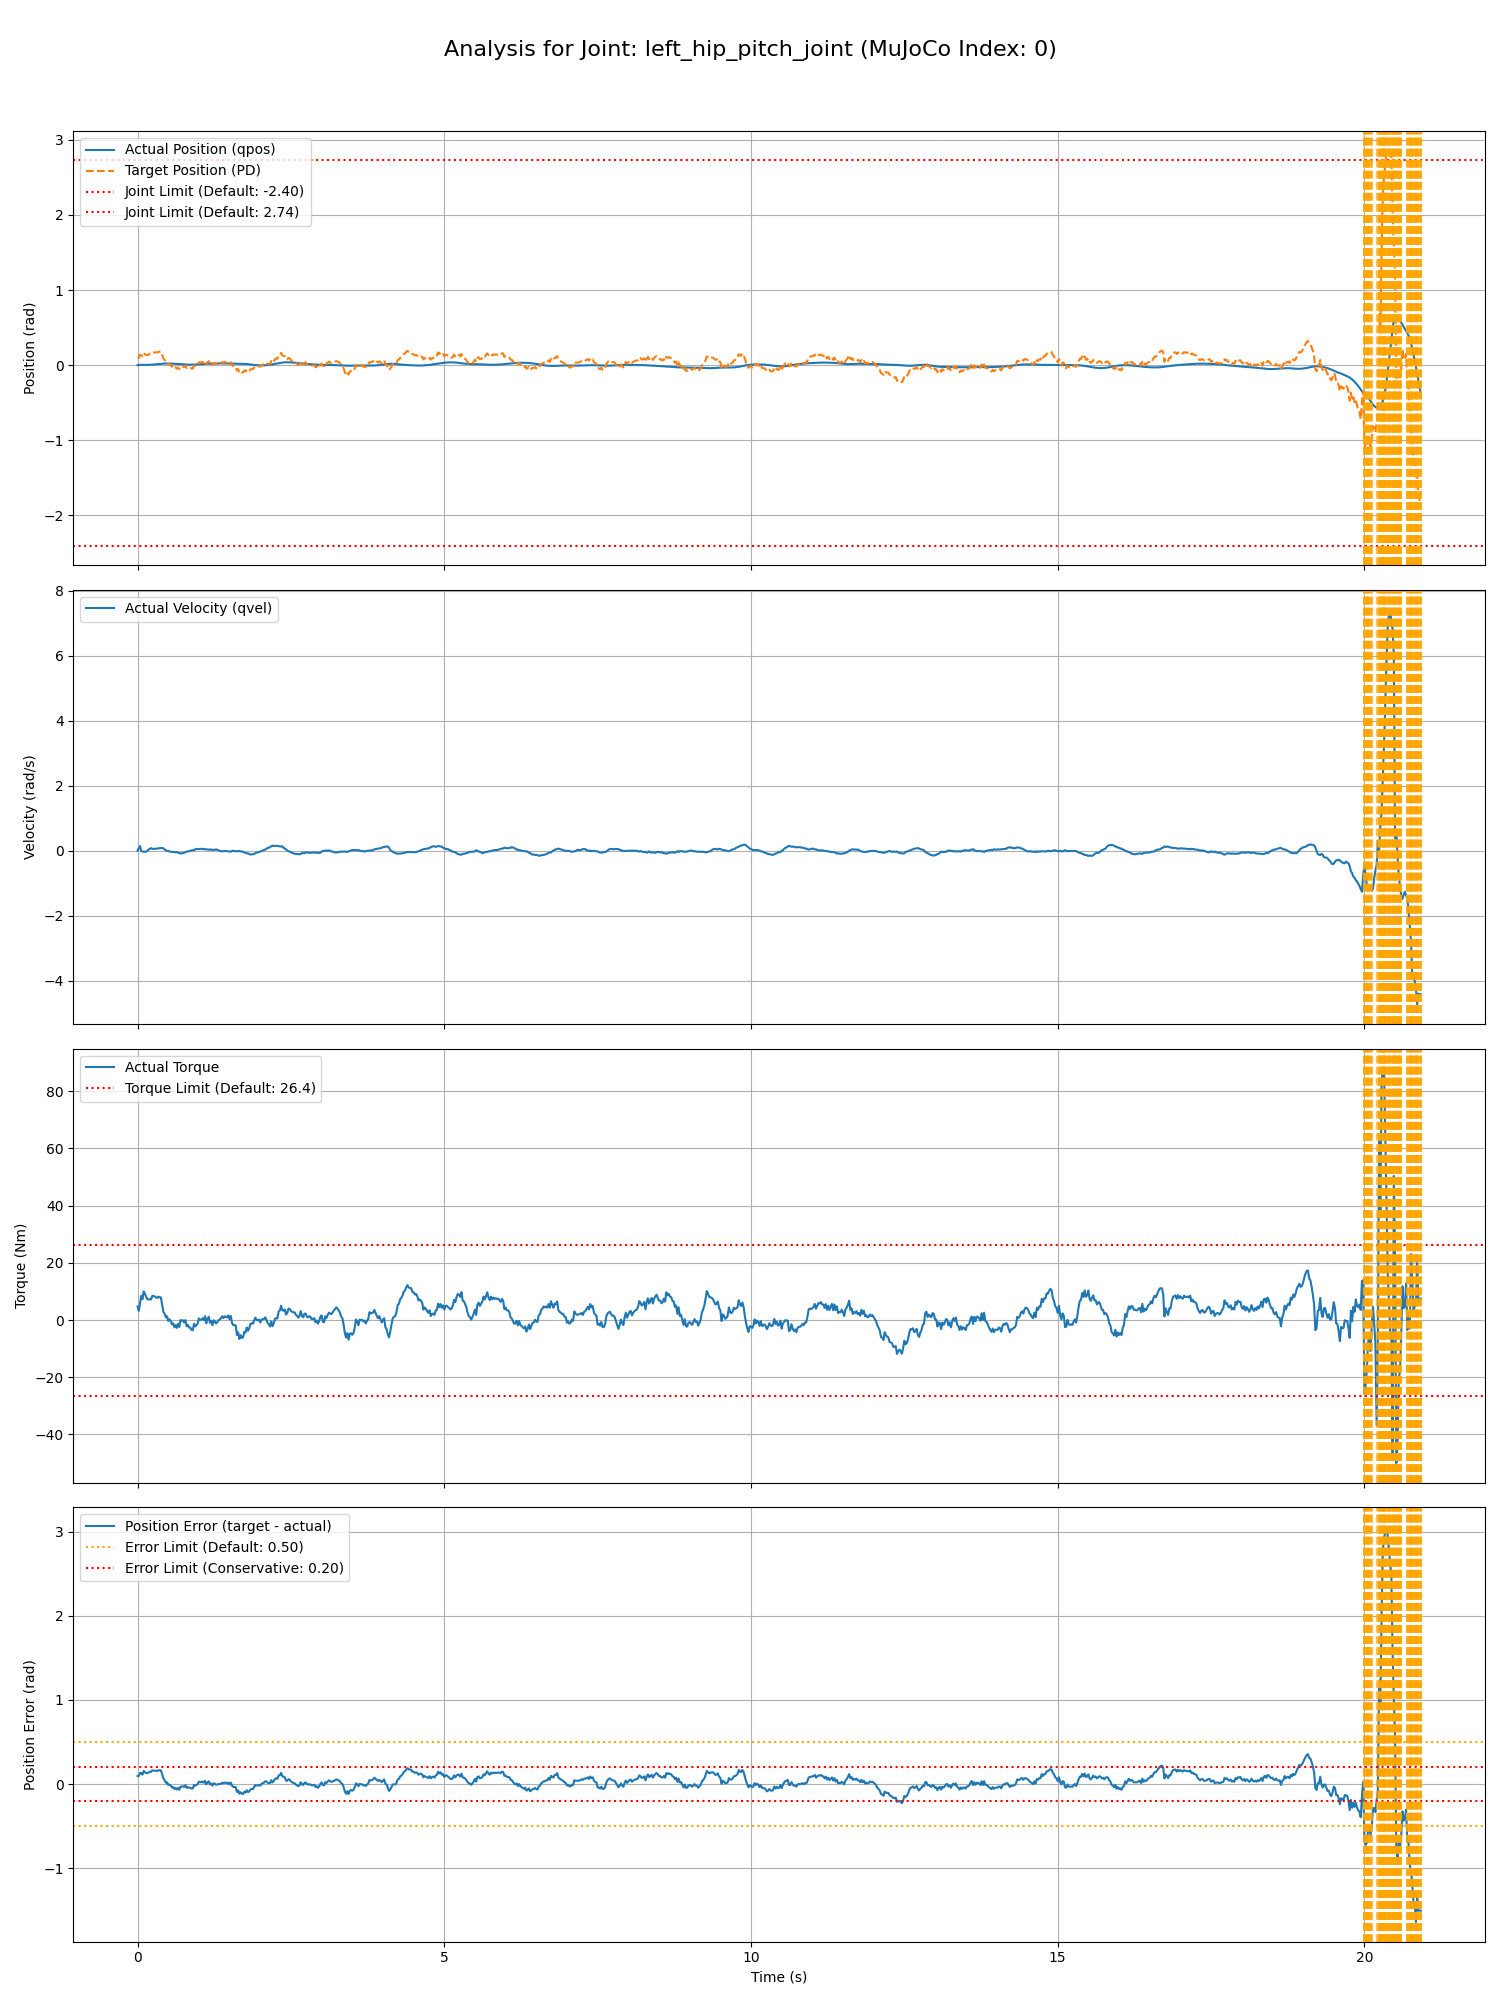 Analysis for Joint: left_hip_pitch_joint (MuJoCo Index: 0)
Actual Position (qpos)
Target Position (PD)
Joint Limit (Default: -2.40)
Joint Limit (Default: 2.74)
Position (rad)
3
2
1
0
−1
−2
Actual Velocity (qvel)
Velocity (rad/s)
8
6
4
2
0
−2
−4
Actual Torque
Torque Limit (Default: 26.4)
Torque (Nm)
80
60
40
20
0
−20
−40
Position Error (target - actual)
Error Limit (Default: 0.50)
Error Limit (Conservative: 0.20)
Position Error (rad)
3
2
1
0
−1
0 5 10 15 20
Time (s)